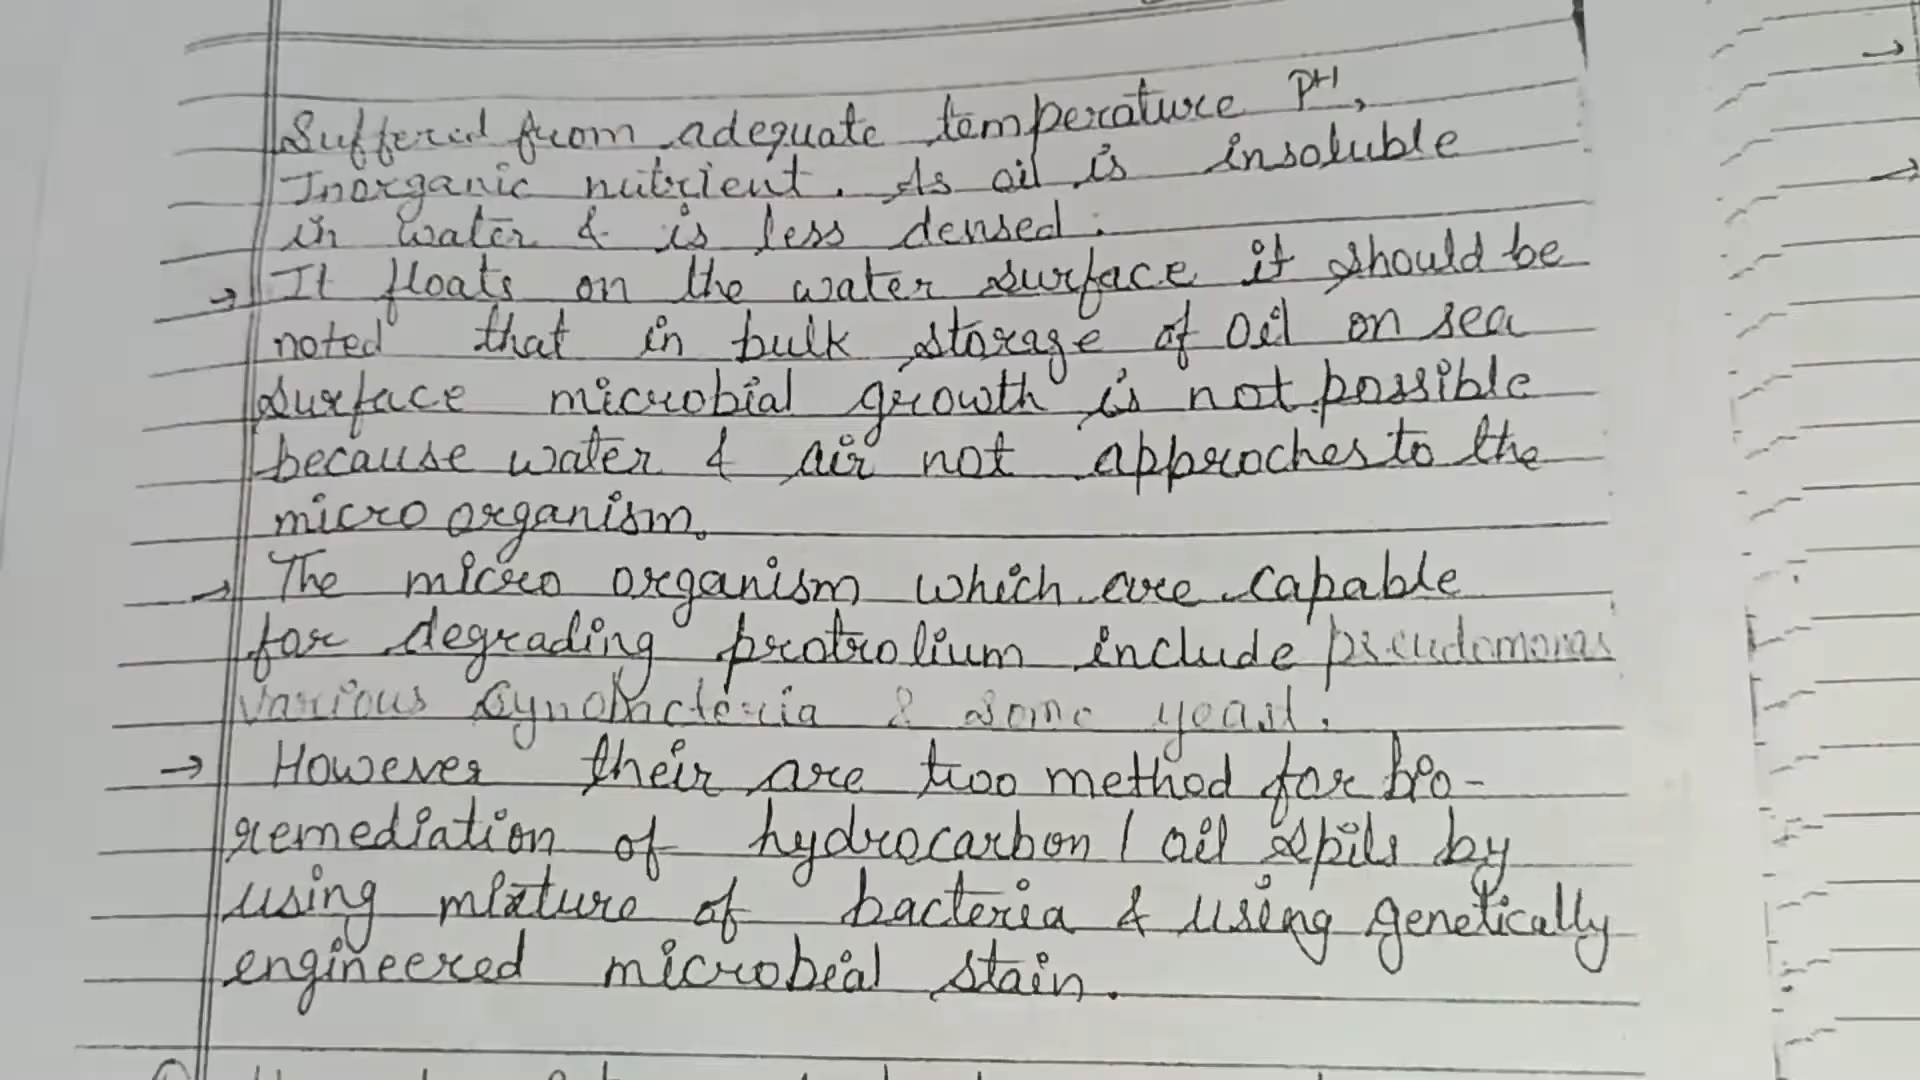 Suffered from adequate temperature PH,
Inorganic nutrient. As oil is insoluble
in water & is less densed.
→ It floats on the water surface it should be
noted that in bulk storage of oil on sea
surface microbial growth is not possible
because water & air not approches to the
micro organism.
→ The micro organism which are capable
for degrading protrolium include pseudomonas
various cynobacteria & some yeast.
→ However their are two method for bio-
remediation of hydrocarbon / oil spils by
using mixture of bacteria & using genetically
engineered microbial stain.